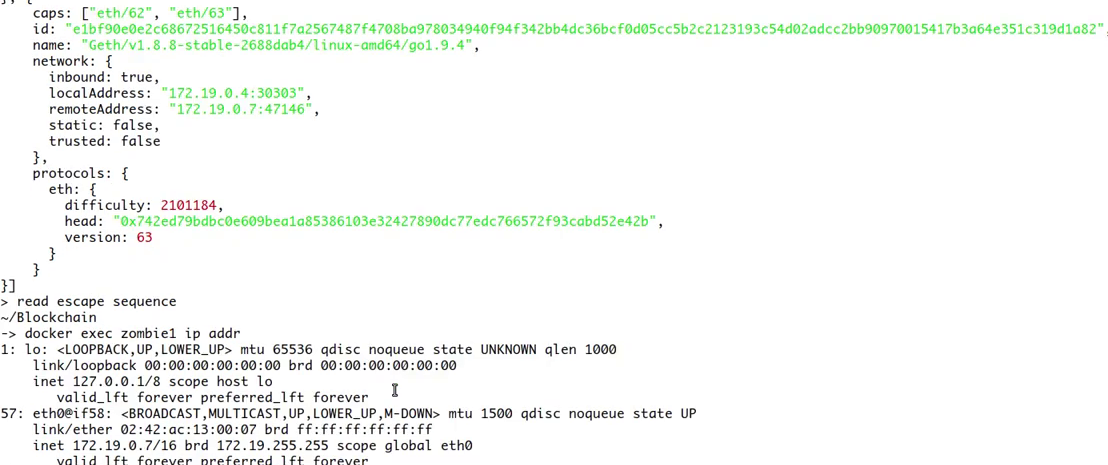 }, {
    caps: ["eth/62", "eth/63"],
    id: "e1bf90e0e2c68672516450c811f7a2567487f4708ba978034940f94f342bb4dc36bcf0d05cc5b2c2123193c54d02adcc2bb90970015417b3a64e351c319d1a82",
    name: "Geth/v1.8.8-stable-2688dab4/linux-amd64/go1.9.4",
    network: {
      inbound: true,
      localAddress: "172.19.0.4:30303",
      remoteAddress: "172.19.0.7:47146",
      static: false,
      trusted: false
    },
    protocols: {
      eth: {
        difficulty: 2101184,
        head: "0x742ed79bdbc0e609bea1a85386103e32427890dc77edc766572f93cabd52e42b",
        version: 63
      }
    }
}]
> read escape sequence
~/Blockchain
-> docker exec zombie1 ip addr
1: lo: <LOOPBACK,UP,LOWER_UP> mtu 65536 qdisc noqueue state UNKNOWN qlen 1000
    link/loopback 00:00:00:00:00:00 brd 00:00:00:00:00:00
    inet 127.0.0.1/8 scope host lo
       valid_lft forever preferred_lft forever
57: eth0@if58: <BROADCAST,MULTICAST,UP,LOWER_UP,M-DOWN> mtu 1500 qdisc noqueue state UP
    link/ether 02:42:ac:13:00:07 brd ff:ff:ff:ff:ff:ff
    inet 172.19.0.7/16 brd 172.19.255.255 scope global eth0
       valid_lft forever preferred_lft forever